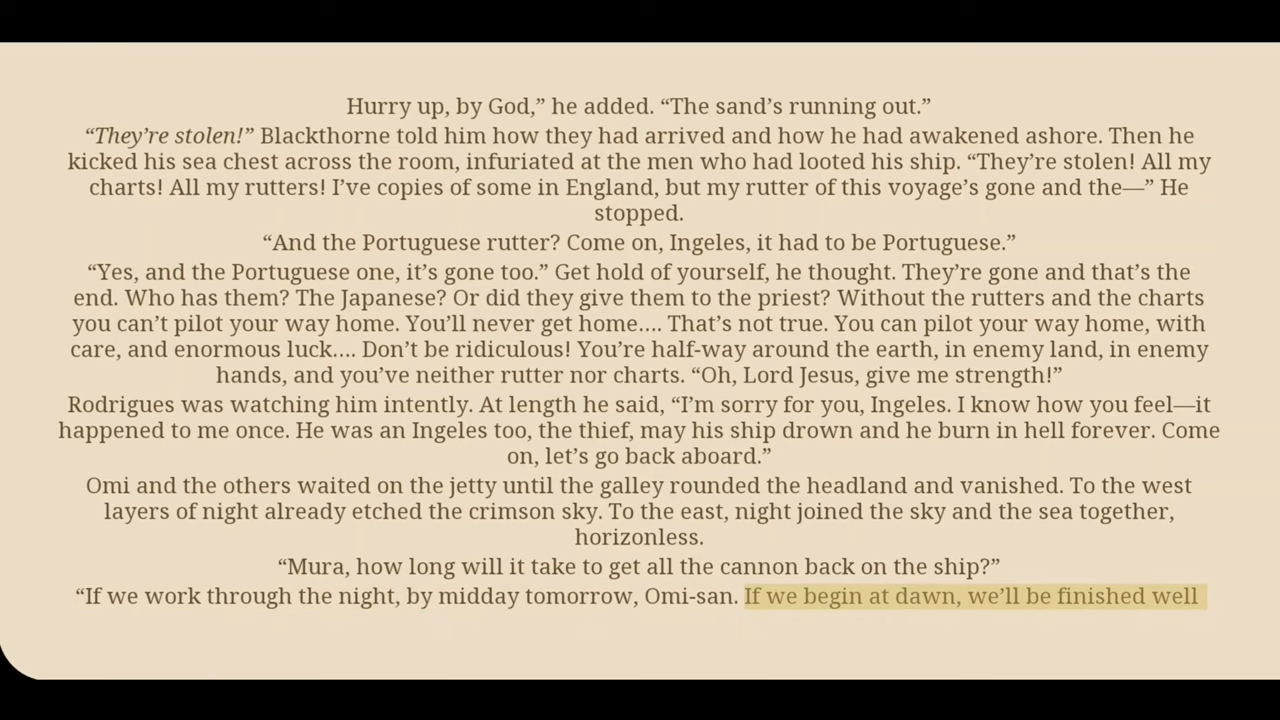 Hurry up, by God,” he added. “The sand’s running out.”
“They’re stolen!” Blackthorne told him how they had arrived and how he had awakened ashore. Then he
kicked his sea chest across the room, infuriated at the men who had looted his ship. “They’re stolen! All my
charts! All my rutters! I’ve copies of some in England, but my rutter of this voyage’s gone and the—” He
stopped.
“And the Portuguese rutter? Come on, Ingeles, it had to be Portuguese.”
“Yes, and the Portuguese one, it’s gone too.” Get hold of yourself, he thought. They’re gone and that’s the
end. Who has them? The Japanese? Or did they give them to the priest? Without the rutters and the charts
you can’t pilot your way home. You’ll never get home.... That’s not true. You can pilot your way home, with
care, and enormous luck.... Don’t be ridiculous! You’re half-way around the earth, in enemy land, in enemy
hands, and you’ve neither rutter nor charts. “Oh, Lord Jesus, give me strength!”
Rodrigues was watching him intently. At length he said, “I’m sorry for you, Ingeles. I know how you feel—it
happened to me once. He was an Ingeles too, the thief, may his ship drown and he burn in hell forever. Come
on, let’s go back aboard.”
Omi and the others waited on the jetty until the galley rounded the headland and vanished. To the west
layers of night already etched the crimson sky. To the east, night joined the sky and the sea together,
horizonless.
“Mura, how long will it take to get all the cannon back on the ship?”
“If we work through the night, by midday tomorrow, Omi-san. If we begin at dawn, we’ll be finished well